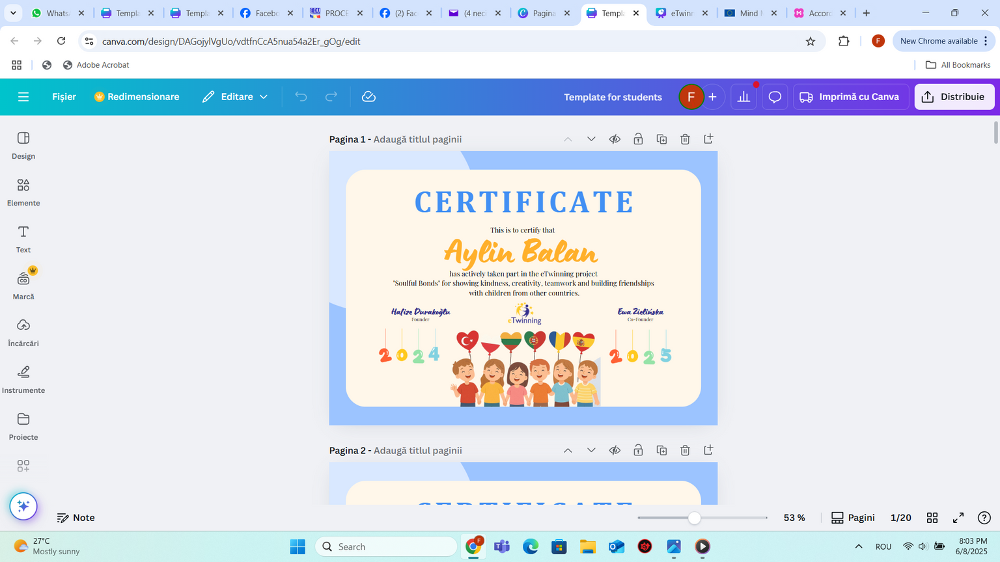 Whats
Templa
Templa
Facebo
PROCE
(2) Fac
(4 neci
Pagina
Templa
eTwinn
Mind
Accord
canva.com/design/DAGojylVgUo/vdtfnCcA5nua54a2Er_gOg/edit
F
New Chrome available
Adobe Acrobat
All Bookmarks
Fișier
Redimensionare
Editare
Template for students
F
Imprimă cu Canva
Distribuie
Design
Elemente
Text
Marcă
Încărcări
Instrumente
Proiecte
Pagina 1 - Adaugă titlul paginii
CERTIFICATE
This is to certify that
Aylin Balan
has actively taken part in the eTwinning project
"Soulful Bonds" for showing kindness, creativity, teamwork and building friendships
with children from other countries.
Hafize Durakoğlu
Founder
eTwinning
Ewa Zielińska
Co-Founder
2024
2025
Pagina 2 - Adaugă titlul paginii
CERTIFICATE
Note
53 %
Pagini
1/20
27°C
Mostly sunny
Search
ROU
8:03 PM
6/8/2025